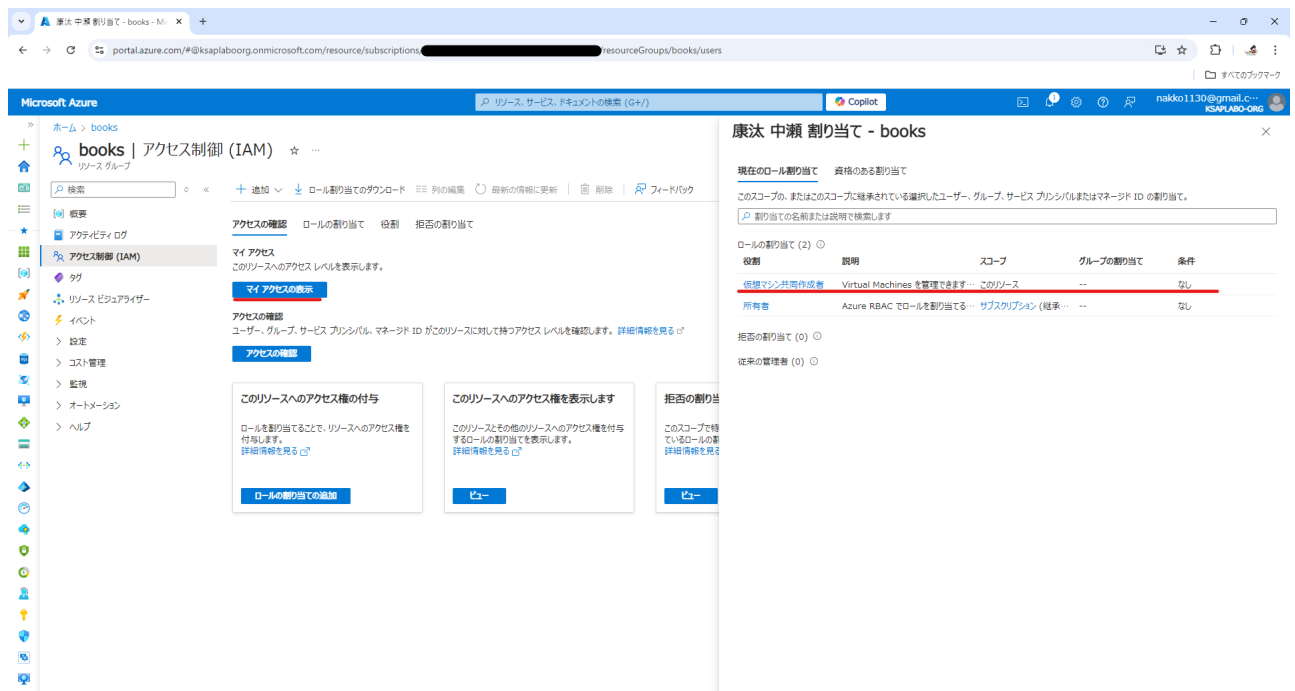 康汰 中瀬 割り当て - books - Mi
portal.azure.com/#@ksaplaboorg.onmicrosoft.com/resource/subscriptions/
/resourceGroups/books/users
すべてのブックマーク
Microsoft Azure
リソース、サービス、ドキュメントの検索 (G+/)
Copilot
1
nakko1130@gmail.c…
KSAPLABO-ORG
ホーム > books
books | アクセス制御 (IAM)
リソース グループ
検索
概要
アクティビティ ログ
アクセス制御 (IAM)
タグ
リソース ビジュアライザー
イベント
設定
コスト管理
監視
オートメーション
ヘルプ
追加
ロール割り当てのダウンロード
列の編集
最新の情報に更新
削除
フィードバック
アクセスの確認 ロールの割り当て 役割 拒否の割り当て
マイ アクセス
このリソースへのアクセス レベルを表示します。
マイ アクセスの表示
アクセスの確認
ユーザー、グループ、サービス プリンシパル、マネージド ID がこのリソースに対して持つアクセス レベルを確認します。 詳細情報を見る
アクセスの確認
このリソースへのアクセス権の付与
ロールを割り当てることで、リソースへのアクセス権を
付与します。
詳細情報を見る
ロールの割り当ての追加
このリソースへのアクセス権を表示します
このリソースとその他のリソースへのアクセス権を付与
するロールの割り当てを表示します。
詳細情報を見る
ビュー
拒否の割り当
このスコープで特
ているロールの割
詳細情報を見る
ビュー
康汰 中瀬 割り当て - books
現在のロール割り当て 資格のある割り当て
このスコープの、またはこのスコープに継承されている選択したユーザー、グループ、サービス プリンシパルまたはマネージド ID の割り当て。
割り当ての名前または説明で検索します
ロールの割り当て (2)
役割 説明 スコープ グループの割り当て 条件
仮想マシン共同作成者 Virtual Machines を管理できます… このリソース -- なし
所有者 Azure RBAC でロールを割り当てる… サブスクリプション (継承… -- なし
拒否の割り当て (0)
従来の管理者 (0)